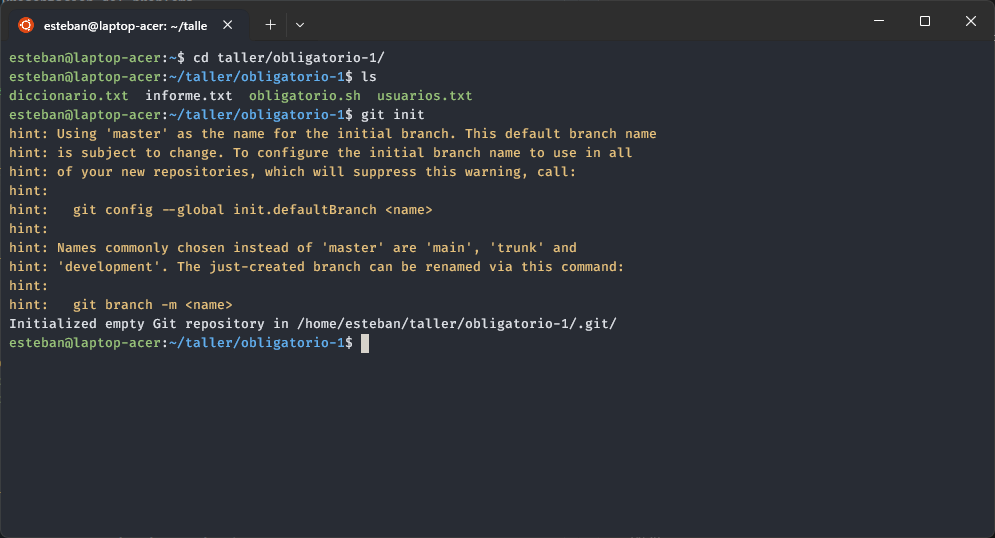 esteban@laptop-acer: ~/talle
esteban@laptop-acer:~$ cd taller/obligatorio-1/
esteban@laptop-acer:~/taller/obligatorio-1$ ls
diccionario.txt  informe.txt  obligatorio.sh  usuarios.txt
esteban@laptop-acer:~/taller/obligatorio-1$ git init
hint: Using 'master' as the name for the initial branch. This default branch name
hint: is subject to change. To configure the initial branch name to use in all
hint: of your new repositories, which will suppress this warning, call:
hint:
hint:   git config --global init.defaultBranch <name>
hint:
hint: Names commonly chosen instead of 'master' are 'main', 'trunk' and
hint: 'development'. The just-created branch can be renamed via this command:
hint:
hint:   git branch -m <name>
Initialized empty Git repository in /home/esteban/taller/obligatorio-1/.git/
esteban@laptop-acer:~/taller/obligatorio-1$